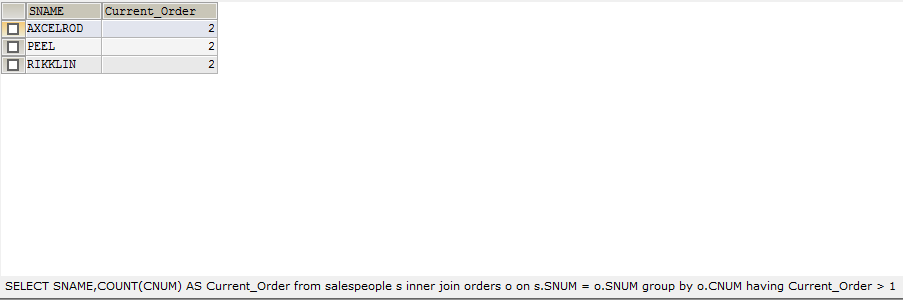 SNAME Current_Order
AXCELROD 2
PEEL 2
RIKKLIN 2
SELECT SNAME,COUNT(CNUM) AS Current_Order from salespeople s inner join orders o on s.SNUM = o.SNUM group by o.CNUM having Current_Order > 1